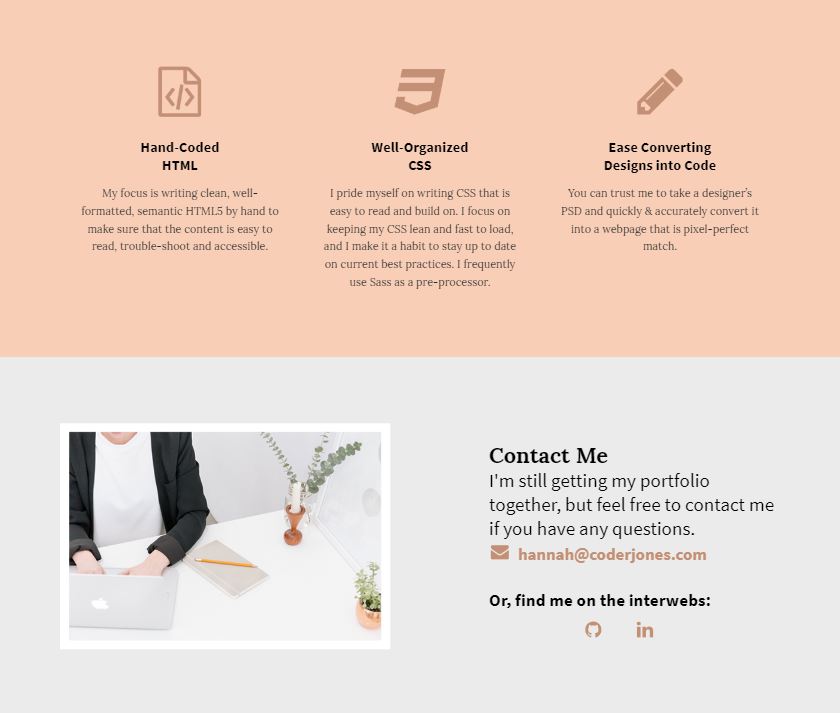 Hand-Coded
HTML
My focus is writing clean, well-
formatted, semantic HTML5 by hand to
make sure that the content is easy to
read, trouble-shoot and accessible.
Well-Organized
CSS
I pride myself on writing CSS that is
easy to read and build on. I focus on
keeping my CSS lean and fast to load,
and I make it a habit to stay up to date
on current best practices. I frequently
use Sass as a pre-processor.
Ease Converting
Designs into Code
You can trust me to take a designer's
PSD and quickly & accurately convert it
into a webpage that is pixel-perfect
match.
Contact Me
I'm still getting my portfolio
together, but feel free to contact me
if you have any questions.
hannah@coderjones.com
Or, find me on the interwebs: